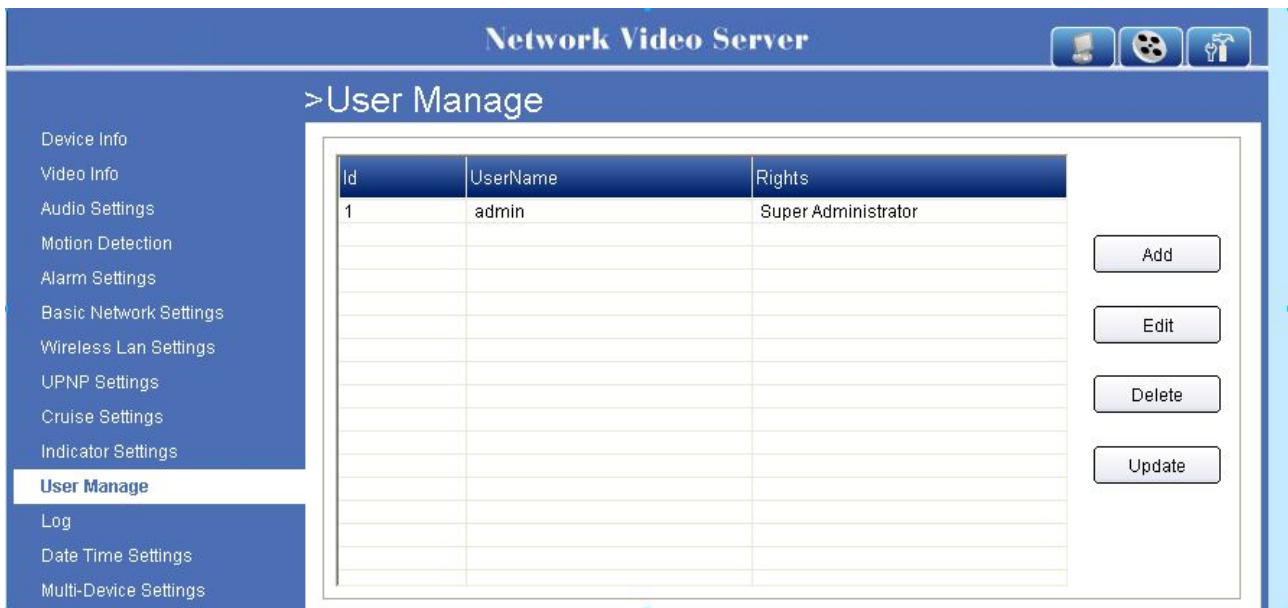 Network Video Server
>User Manage
Device Info
Video Info
Audio Settings
Motion Detection
Alarm Settings
Basic Network Settings
Wireless Lan Settings
UPNP Settings
Cruise Settings
Indicator Settings
User Manage
Log
Date Time Settings
Multi-Device Settings
Id UserName Rights
1 admin Super Administrator
Add
Edit
Delete
Update